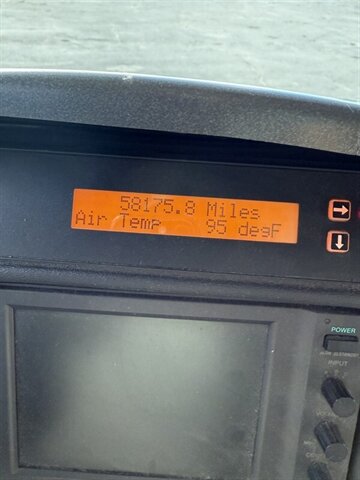 58175.8 Miles
Air Temp 95 degF
POWER
INPUT